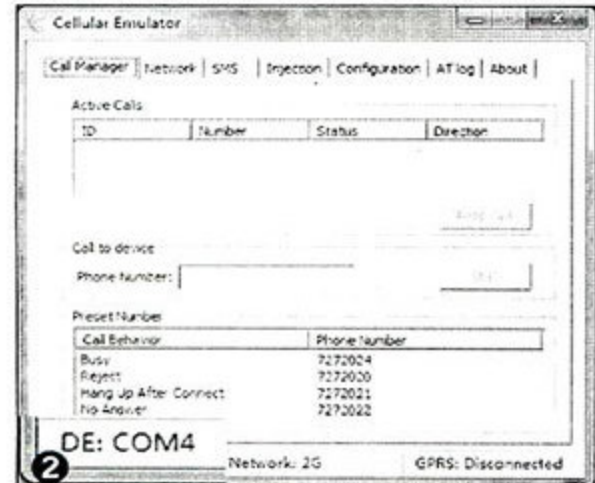 Cellular Emulator
Call Manager Network SMS Injection Configuration AT log About
Active Calls
ID Number Status Direction
Call to device
Phone Number:
Preset Number
Call Behavior Phone Number
Busy 7272024
Reject 7272020
Hang Up After Connect 7272021
No Answer 7272022
DE: COM4
2 Network: 2G GPRS: Disconnected